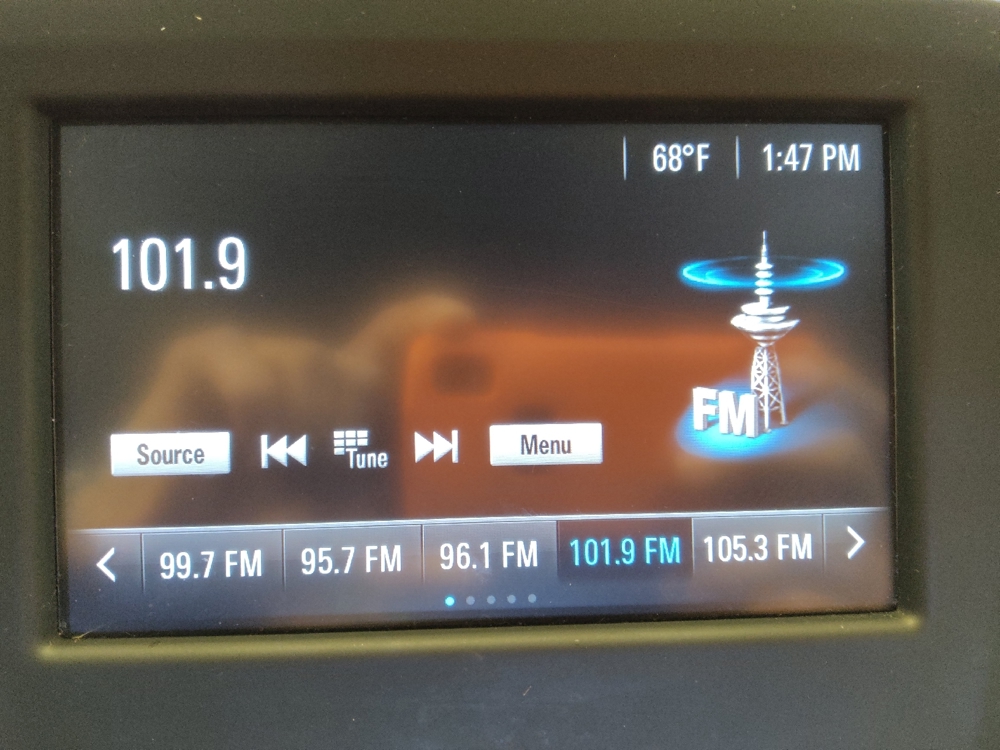 68°F 1:47 PM
101.9
FM
Source Tune Menu
99.7 FM 95.7 FM 96.1 FM 101.9 FM 105.3 FM